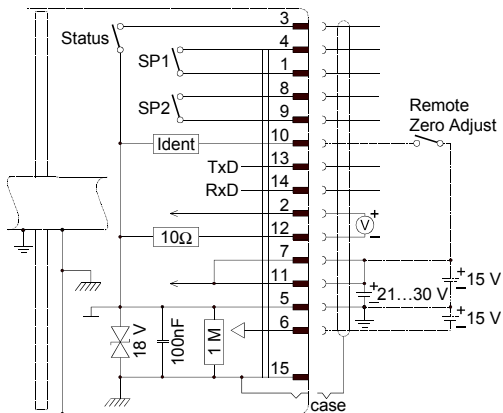 Status
3
4
SP1
1
8
SP2
9
Remote
Zero Adjust
Ident
10
TxD
13
RxD
14
2
+
V
–
10Ω
12
7
+
15 V
–
11
+
21...30 V
–
5
+
15 V
–
6
18 V
100nF
1 M
15
case